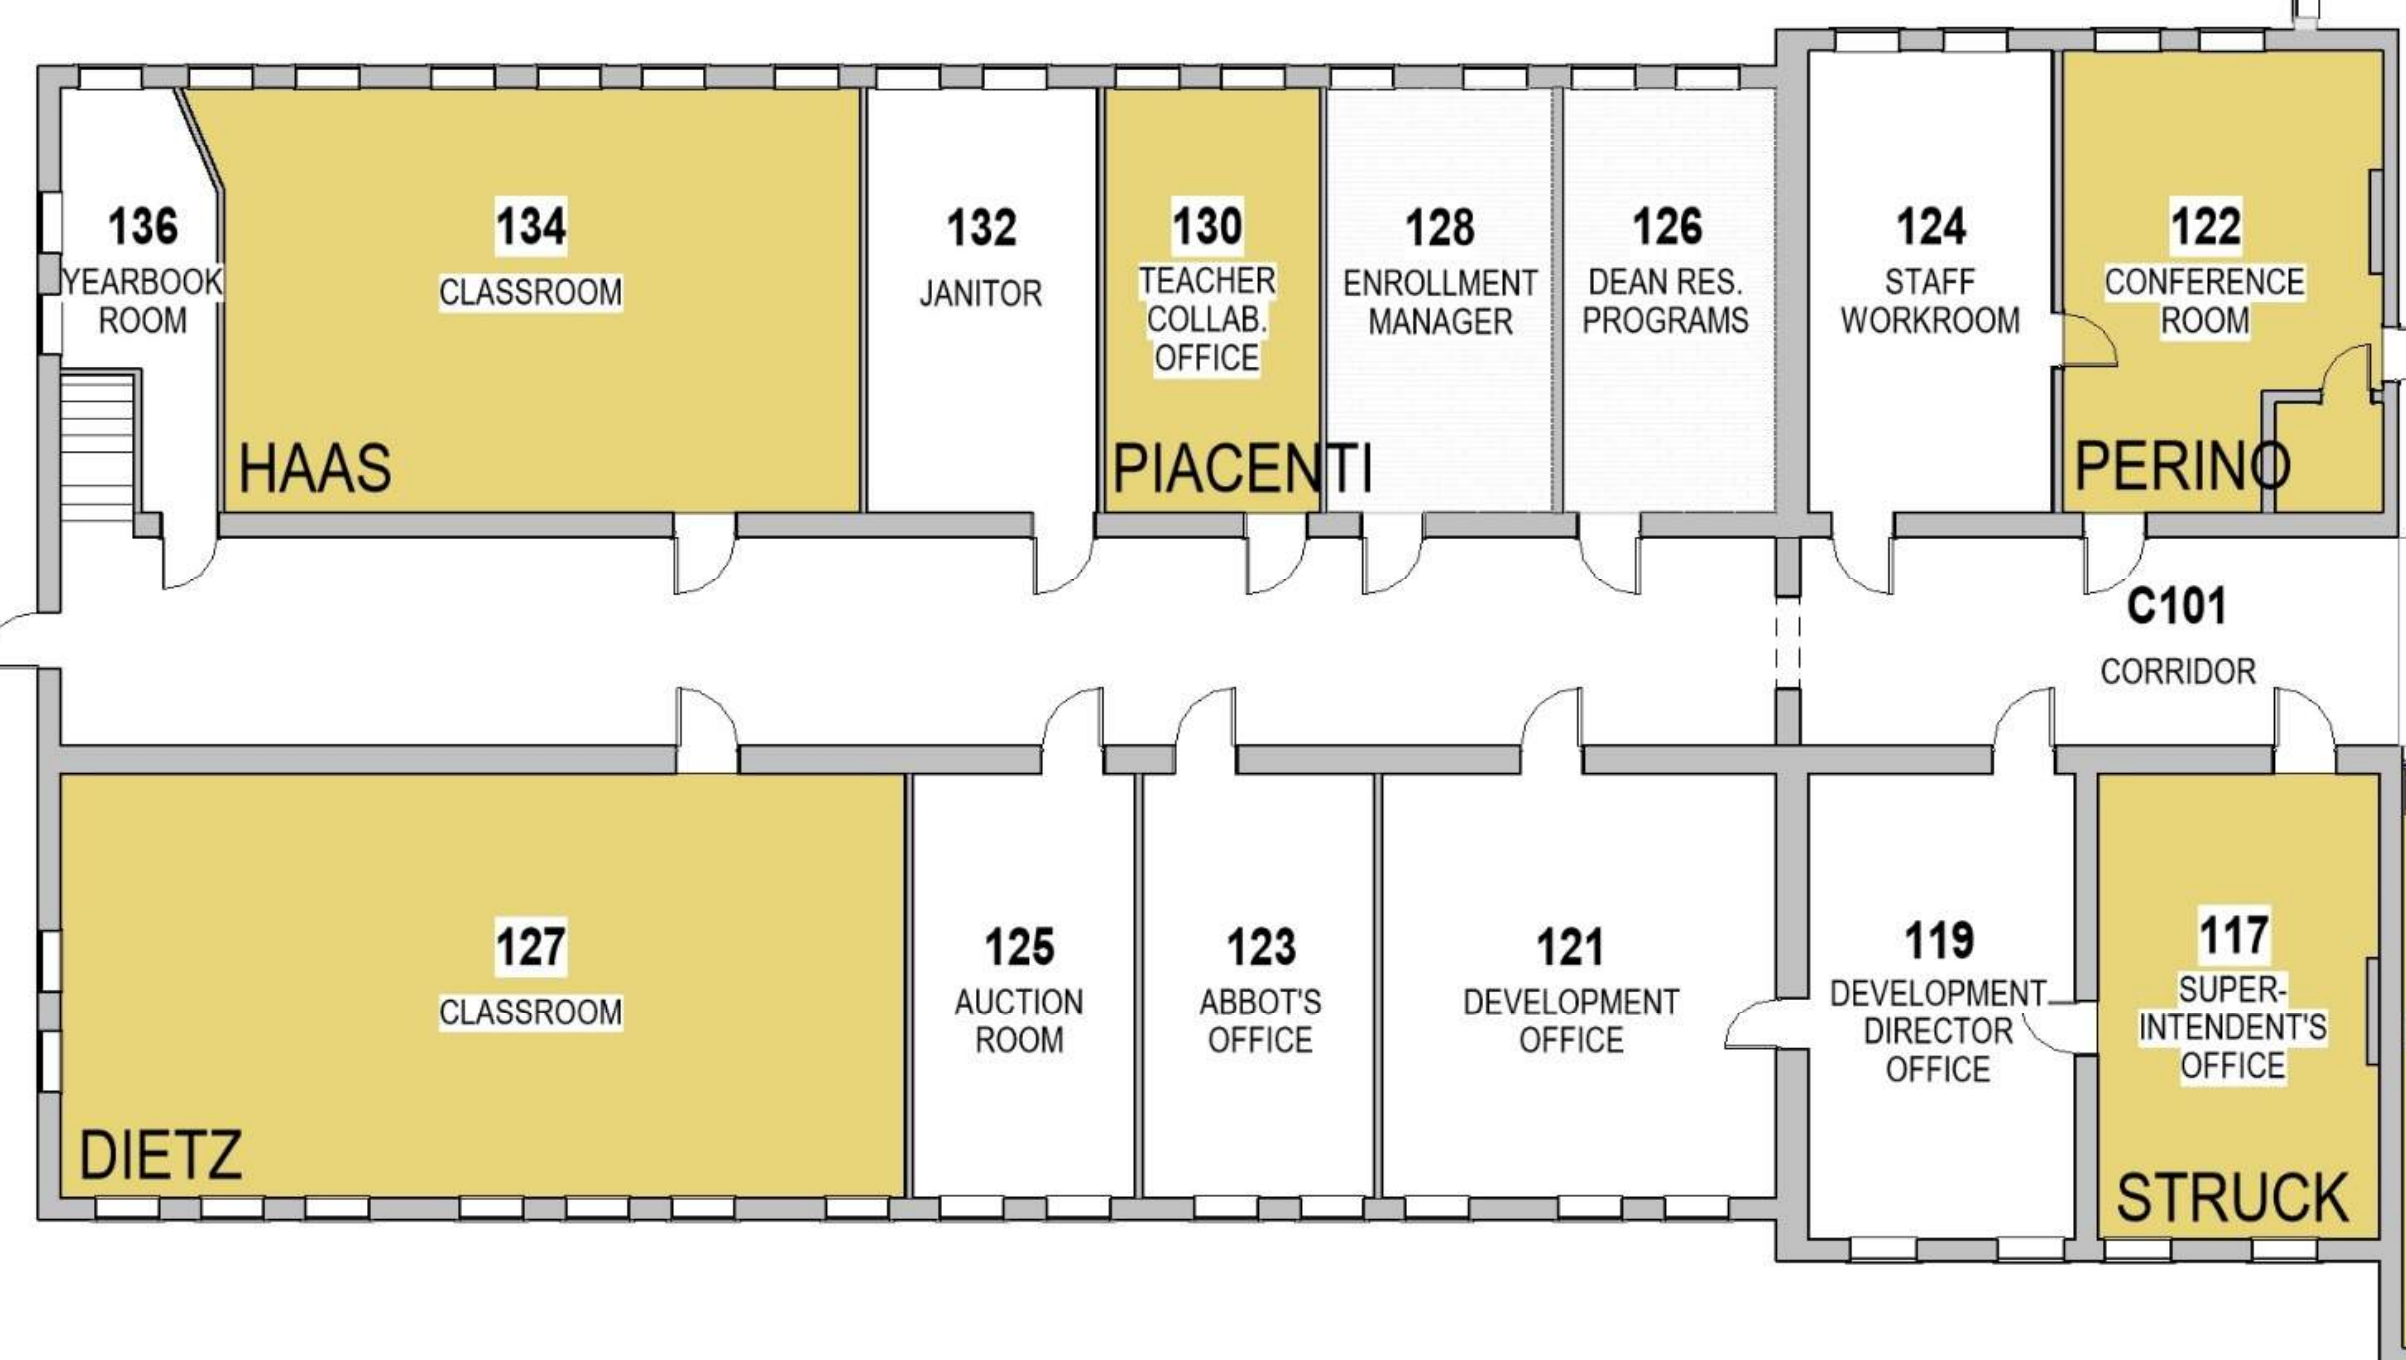 136
YEARBOOK
ROOM
134
CLASSROOM
HAAS
132
JANITOR
130
TEACHER
COLLAB.
OFFICE
PIACENTI
128
ENROLLMENT
MANAGER
126
DEAN RES.
PROGRAMS
124
STAFF
WORKROOM
122
CONFERENCE
ROOM
PERINO
C101
CORRIDOR
127
CLASSROOM
DIETZ
125
AUCTION
ROOM
123
ABBOT'S
OFFICE
121
DEVELOPMENT
OFFICE
119
DEVELOPMENT
DIRECTOR
OFFICE
117
SUPER-
INTENDENT'S
OFFICE
STRUCK